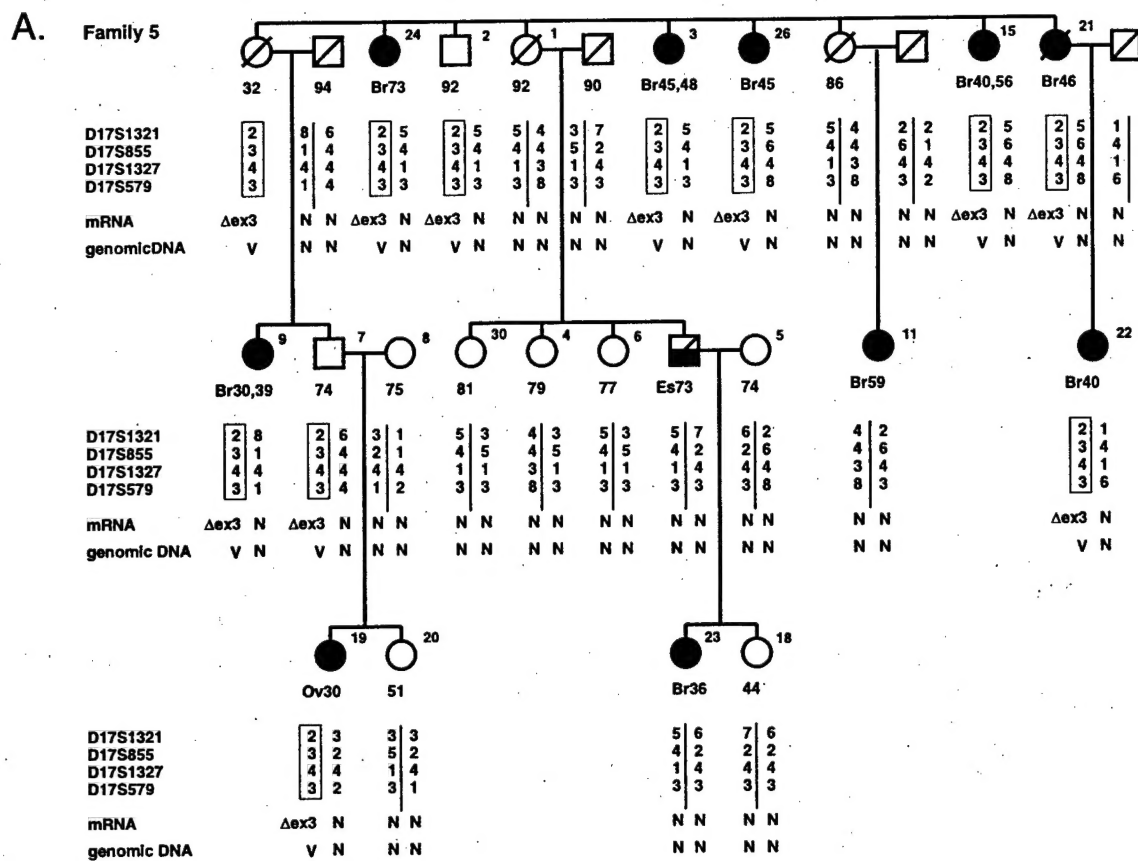 A. Family 5
24 2 1 3 26 15 21
32 94 Br73 92 92 90 Br45,48 Br45 86 Br40,56 Br46
D17S1321 2 8 6 2 5 2 5 5 4 3 7 2 5 2 5 5 4 2 2 2 5 2 5 1
D17S855 3 1 4 3 4 3 4 4 4 5 2 3 4 3 6 4 4 6 1 3 6 3 6 4
D17S1327 4 4 4 4 1 4 1 1 3 1 4 4 1 4 4 1 3 4 4 4 4 4 4 1
D17S579 3 1 4 3 3 3 3 3 8 3 3 3 3 3 8 3 8 3 2 3 8 3 8 6
mRNA Δex3 N N Δex3 N Δex3 N N N N N Δex3 N Δex3 N N N N N Δex3 N Δex3 N N
genomicDNA V N N V N V N N N N N V N V N N N N N V N V N N
9 7 8 30 4 6 5 11 22
Br30,39 74 75 81 79 77 Es73 74 Br59 Br40
D17S1321 2 8 2 6 3 1 5 3 4 3 5 3 5 7 6 2 4 2 2 1
D17S855 3 1 3 4 2 1 4 5 4 5 4 5 4 2 2 6 4 6 3 4
D17S1327 4 4 4 4 4 4 1 1 3 1 1 1 1 4 4 4 3 4 4 1
D17S579 3 1 3 4 1 2 3 3 8 3 3 3 3 3 3 8 8 3 3 6
mRNA Δex3 N Δex3 N N N N N N N N N N N N N N N Δex3 N
genomic DNA V N V N N N N N N N N N N N N N N N V N
19 20 23 18
Ov30 51 Br36 44
D17S1321 2 3 3 3 5 6 7 6
D17S855 3 2 5 2 4 2 2 2
D17S1327 4 4 1 4 1 4 4 4
D17S579 3 2 3 1 3 3 3 3
mRNA Δex3 N N N N N N N
genomic DNA V N N N N N N N